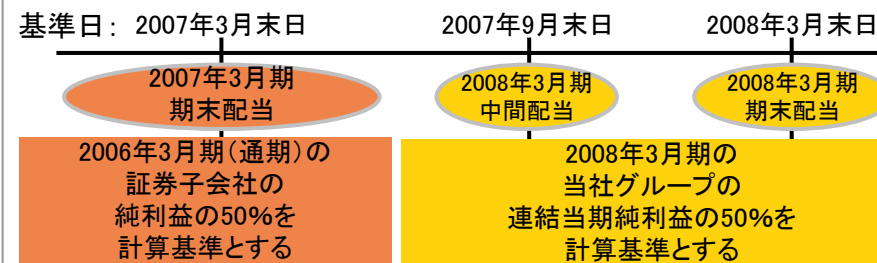 基準日： 2007年3月末日 2007年9月末日 2008年3月末日
2007年3月期
期末配当
2008年3月期
中間配当
2008年3月期
期末配当
2006年3月期（通期）の
証券子会社の
純利益の50%を
計算基準とする
2008年3月期の
当社グループの
連結当期純利益の50%を
計算基準とする